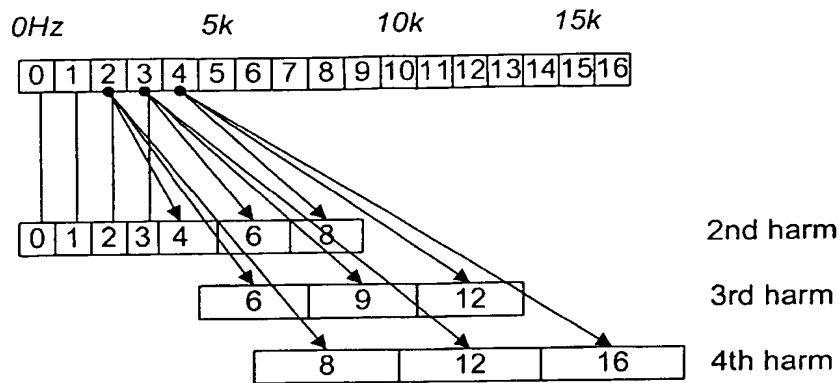 0Hz 5k 10k 15k
0 1 2 3 4 5 6 7 8 9 10 11 12 13 14 15 16
0 1 2 3 4 6 8 2nd harm
6 9 12 3rd harm
8 12 16 4th harm